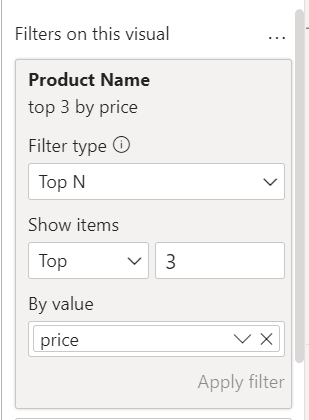 Filters on this visual ...
Product Name
top 3 by price
Filter type
Top N
Show items
Top 3
By value
price
Apply filter